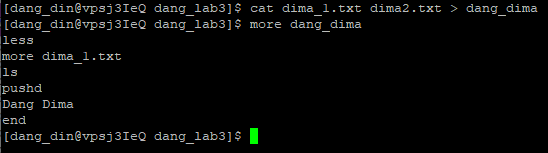 [dang_din@vpsj3IeQ dang_lab3]$ cat dima_1.txt dima2.txt > dang_dima
[dang_din@vpsj3IeQ dang_lab3]$ more dang_dima
less
more dima_1.txt
ls
pushd
Dang Dima
end
[dang_din@vpsj3IeQ dang_lab3]$